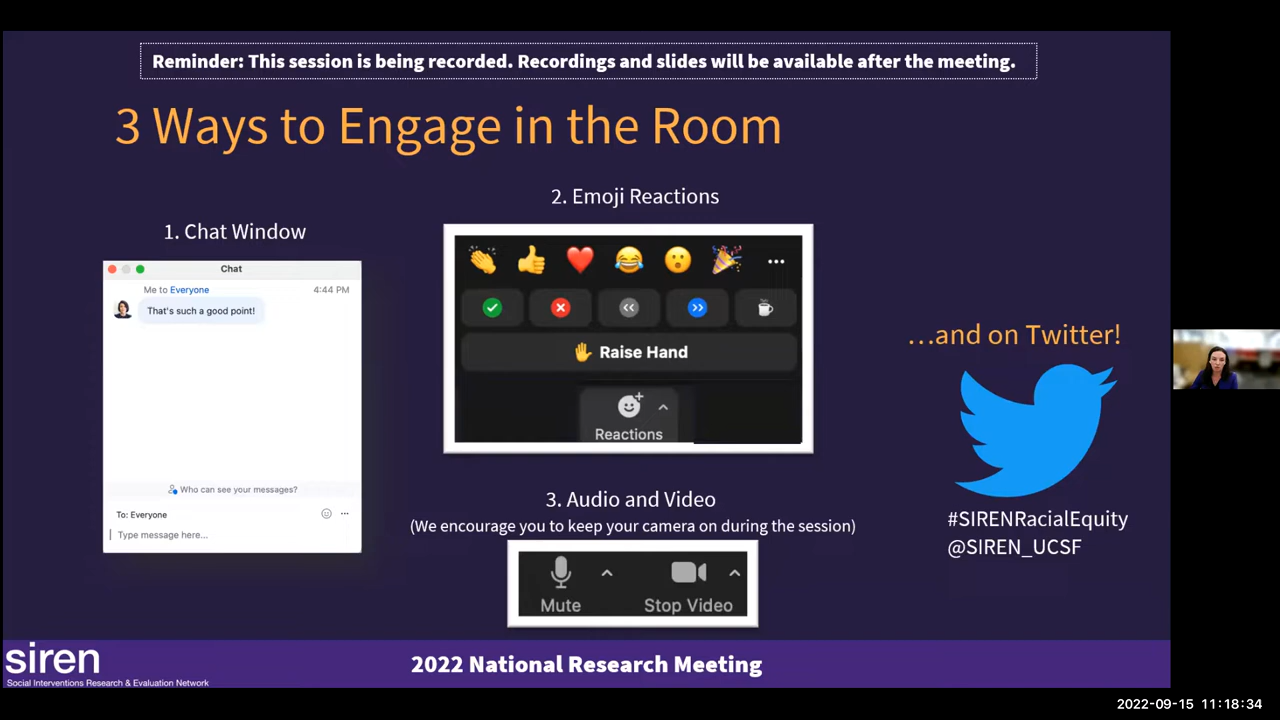 Reminder: This session is being recorded. Recordings and slides will be available after the meeting.
3 Ways to Engage in the Room
1. Chat Window
Chat
Me to Everyone 4:44 PM
That's such a good point!
Who can see your messages?
To: Everyone
Type message here...
2. Emoji Reactions
Raise Hand
Reactions
3. Audio and Video
(We encourage you to keep your camera on during the session)
Mute Stop Video
...and on Twitter!
#SIRENRacialEquity
@SIREN_UCSF
siren
Social Interventions Research & Evaluation Network
2022 National Research Meeting
2022-09-15 11:18:34